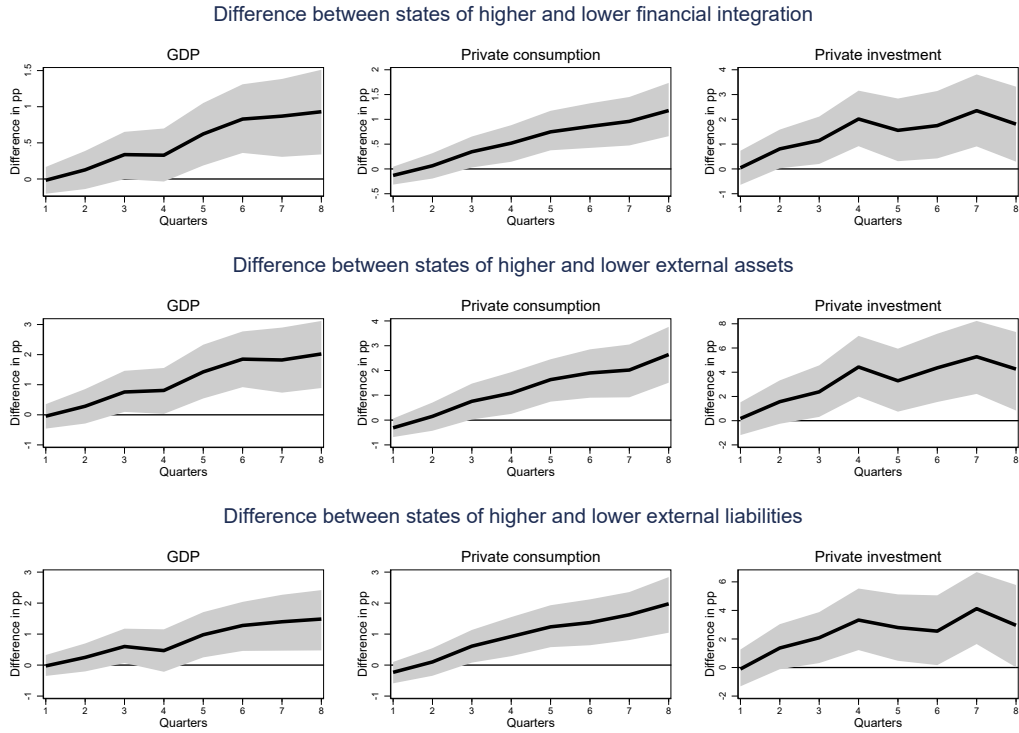 Difference between states of higher and lower financial integration
GDP
Private consumption
Private investment
Difference in pp
0 .5 1 1.5
1 2 3 4 5 6 7 8
Quarters
Difference in pp
-.5 0 .5 1 1.5 2
1 2 3 4 5 6 7 8
Quarters
Difference in pp
-1 0 1 2 3 4
1 2 3 4 5 6 7 8
Quarters
Difference between states of higher and lower external assets
GDP
Private consumption
Private investment
Difference in pp
-1 0 1 2 3
1 2 3 4 5 6 7 8
Quarters
Difference in pp
-1 0 1 2 3 4
1 2 3 4 5 6 7 8
Quarters
Difference in pp
-2 0 2 4 6 8
1 2 3 4 5 6 7 8
Quarters
Difference between states of higher and lower external liabilities
GDP
Private consumption
Private investment
Difference in pp
-1 0 1 2 3
1 2 3 4 5 6 7 8
Quarters
Difference in pp
-1 0 1 2 3
1 2 3 4 5 6 7 8
Quarters
Difference in pp
-2 0 2 4 6
1 2 3 4 5 6 7 8
Quarters